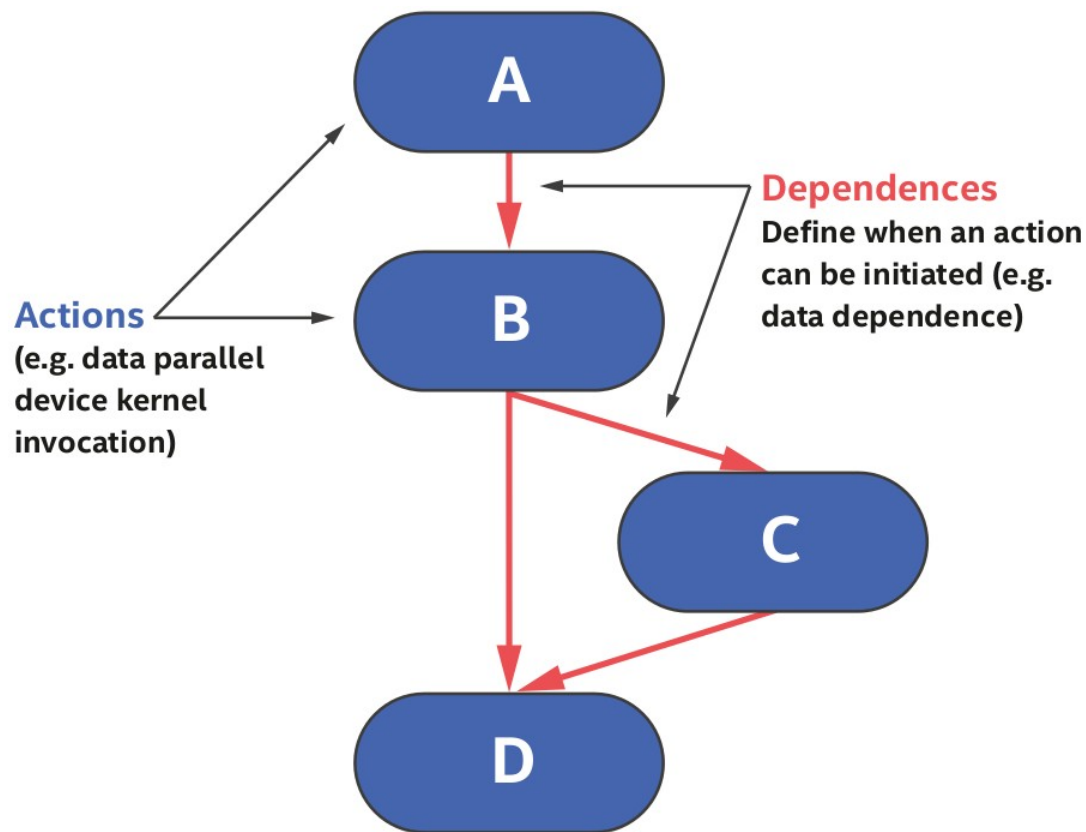 A
Dependences
Define when an action
can be initiated (e.g.
data dependence)
Actions
(e.g. data parallel
device kernel
invocation)
B
C
D